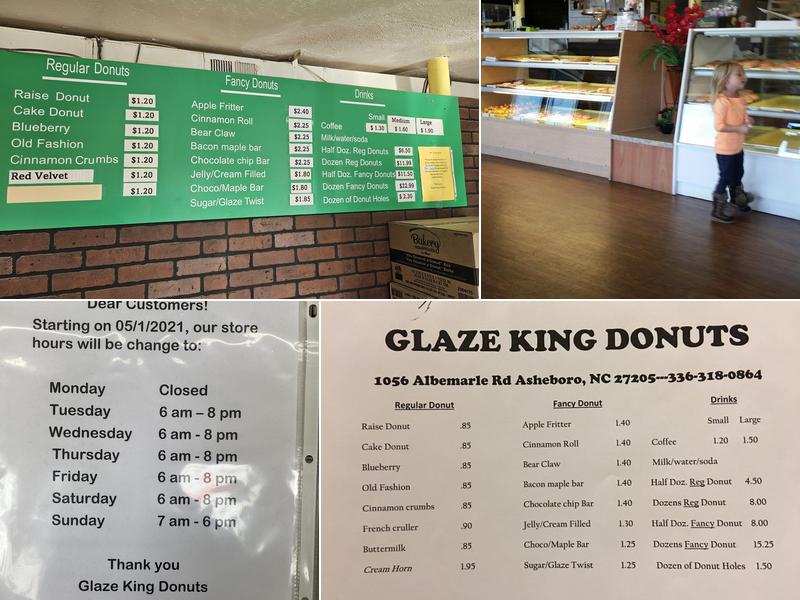 Regular Donuts
Raise Donut $1.20
Cake Donut $1.20
Blueberry $1.20
Old Fashion $1.20
Cinnamon Crumbs $1.20
Red Velvet $1.20
$1.20
Fancy Donuts
Apple Fritter $2.40
Cinnamon Roll $2.25
Bear Claw $2.25
Bacon maple bar $2.25
Chocolate chip Bar $2.25
Jelly/Cream Filled $1.80
Choco/Maple Bar $1.80
Sugar/Glaze Twist $1.85
Drinks
Small Medium Large
Coffee $1.30 $1.60 $1.90
Milk/water/soda
Half Doz. Reg Donuts $6.50
Dozen Reg Donuts $11.99
Half Doz. Fancy Donuts $11.50
Dozen Fancy Donuts $22.99
Dozen of Donut Holes $2.30
Bakery
Dear Customers!
Starting on 05/1/2021, our store
hours will be change to:
Monday Closed
Tuesday 6 am – 8 pm
Wednesday 6 am - 8 pm
Thursday 6 am - 8 pm
Friday 6 am - 8 pm
Saturday 6 am - 8 pm
Sunday 7 am - 6 pm
Thank you
Glaze King Donuts
GLAZE KING DONUTS
1056 Albemarle Rd Asheboro, NC 27205---336-318-0864
Regular Donut
Raise Donut .85
Cake Donut .85
Blueberry .85
Old Fashion .85
Cinnamon crumbs .85
French cruller .90
Buttermilk .85
Cream Horn 1.95
Fancy Donut
Apple Fritter 1.40
Cinnamon Roll 1.40
Bear Claw 1.40
Bacon maple bar 1.40
Chocolate chip Bar 1.40
Jelly/Cream Filled 1.30
Choco/Maple Bar 1.25
Sugar/Glaze Twist 1.25
Drinks
Small Large
Coffee 1.20 1.50
Milk/water/soda
Half Doz. Reg Donut 4.50
Dozens Reg Donut 8.00
Half Doz. Fancy Donut 8.00
Dozens Fancy Donut 15.25
Dozen of Donut Holes 1.50